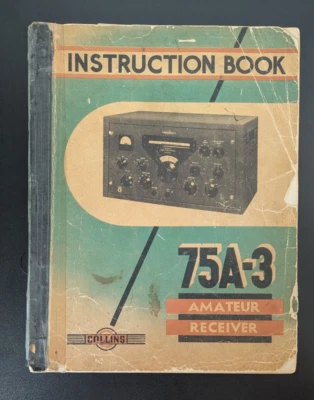 INSTRUCTION BOOK
75A-3
AMATEUR
RECEIVER
COLLINS